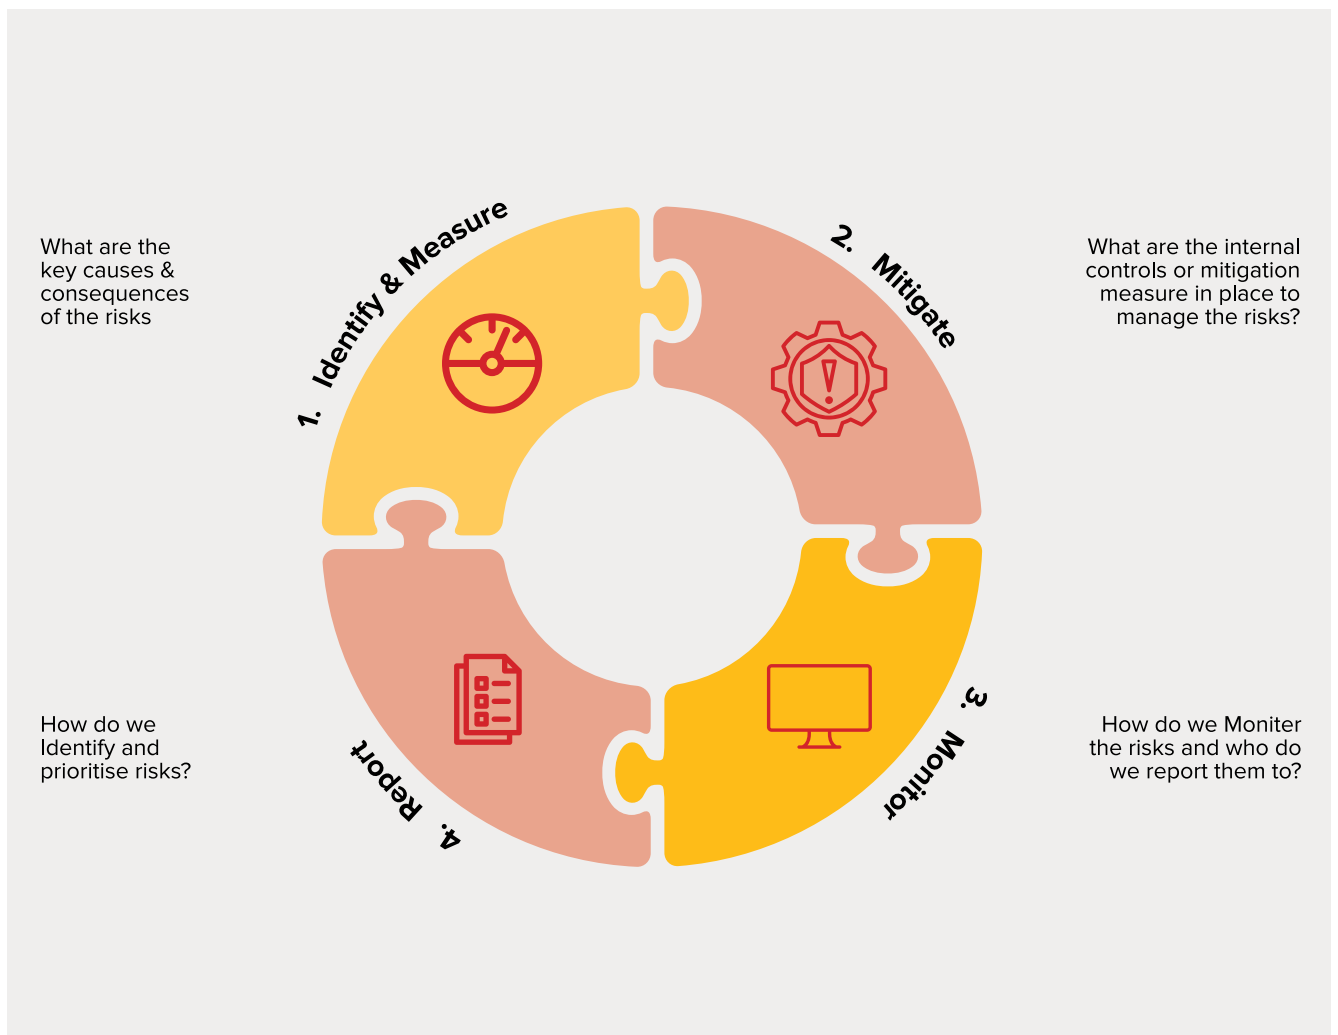 1. Identify & Measure
What are the
key causes &
consequences
of the risks
2. Mitigate
What are the internal
controls or mitigation
measure in place to
manage the risks?
3. Monitor
How do we Moniter
the risks and who do
we report them to?
4. Report
How do we
Identify and
prioritise risks?